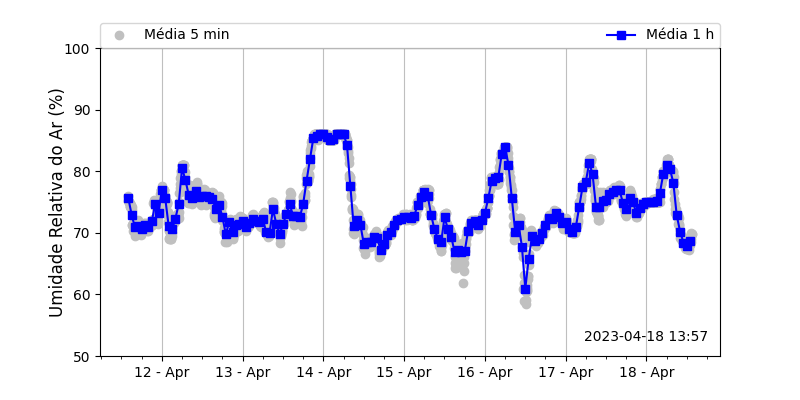 Média 5 min Média 1 h
Umidade Relativa do Ar (%)
100
90
80
70
60
50
2023-04-18 13:57
12 - Apr 13 - Apr 14 - Apr 15 - Apr 16 - Apr 17 - Apr 18 - Apr